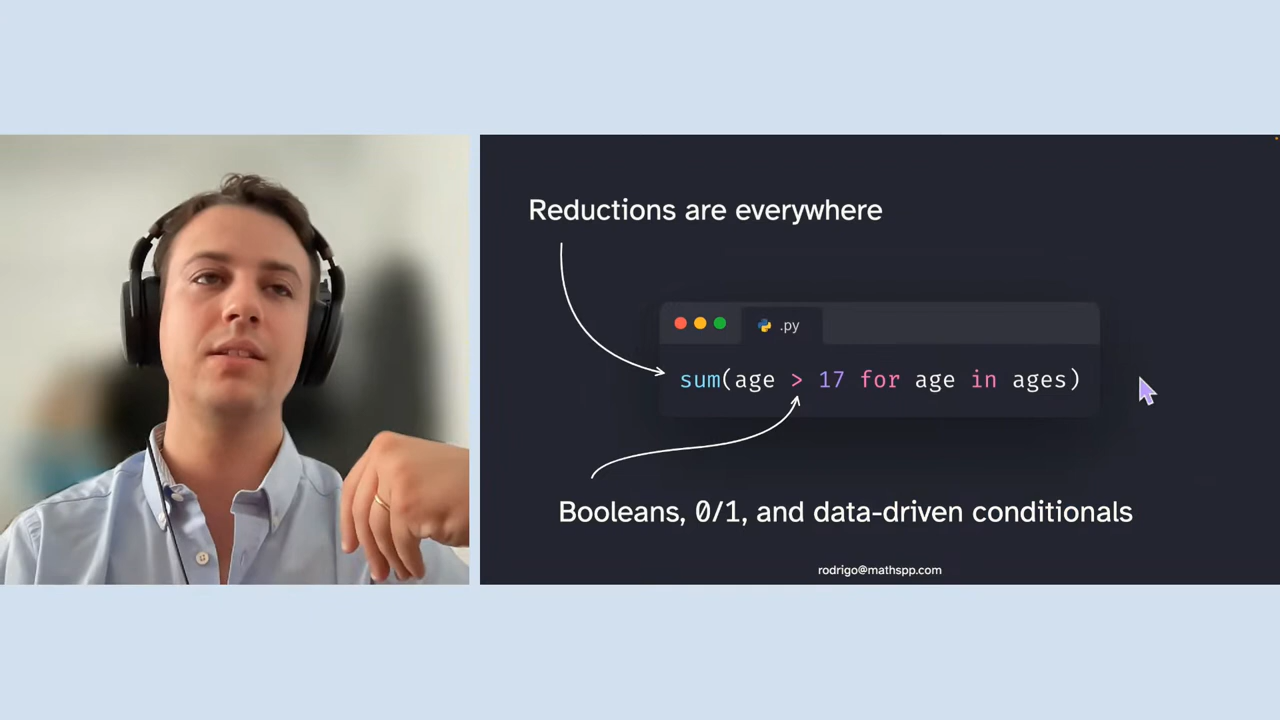 Reductions are everywhere
.py
sum(age > 17 for age in ages)
Booleans, 0/1, and data-driven conditionals
rodrigo@mathspp.com